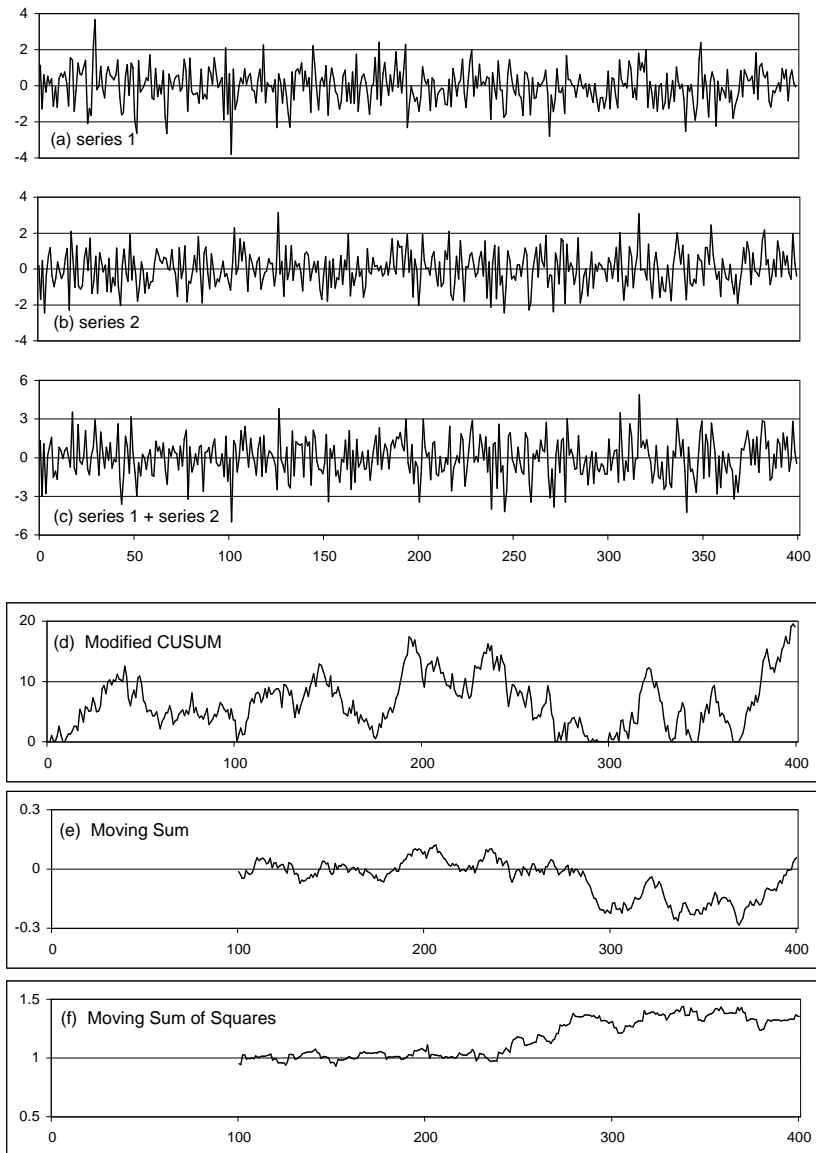 4
2
0
-2
-4
(a) series 1
4
2
0
-2
-4
(b) series 2
6
3
0
-3
-6
(c) series 1 + series 2
0 50 100 150 200 250 300 350 400
20
10
0
(d) Modified CUSUM
0 100 200 300 400
0.3
0
-0.3
(e) Moving Sum
0 100 200 300 400
1.5
1
0.5
(f) Moving Sum of Squares
0 100 200 300 400